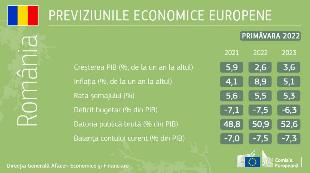 PREVIZIUNILE ECONOMICE EUROPENE
PRIMĂVARA 2022
România
2021 2022 2023
Creșterea PIB (%, de la un an la altul) 5,9 2,6 3,6
Inflația (%, de la un an la altul) 4,1 8,9 5,1
Rata șomajului (%) 5,6 5,5 5,3
Deficit bugetar (% din PIB) -7,1 -7,5 -6,3
Datoria publică brută (% din PIB) 48,8 50,9 52,6
Balanța contului curent (% din PIB) -7,0 -7,5 -7,3
Direcția Generală Afaceri Economice și Financiare
Comisia
Europeană